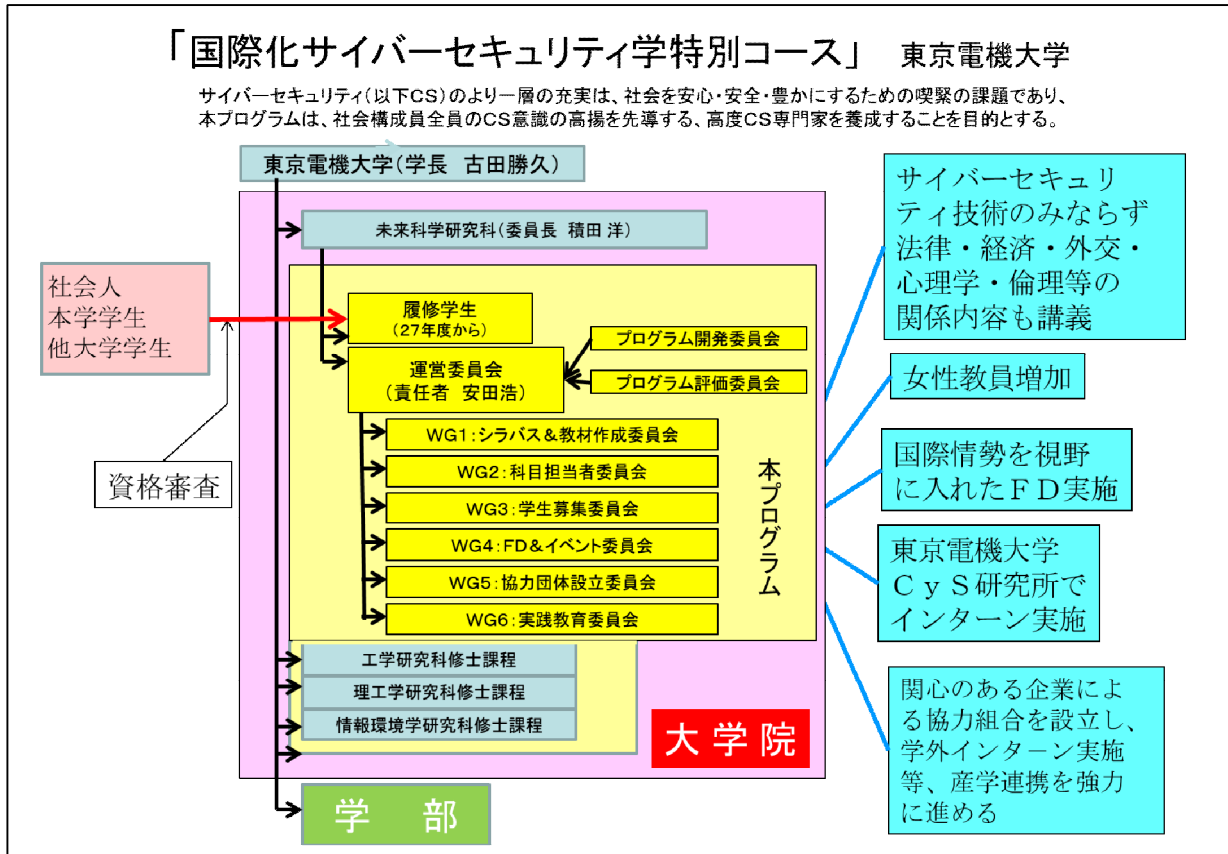 「国際化サイバーセキュリティ学特別コース」 東京電機大学
サイバーセキュリティ(以下CS)のより一層の充実は、社会を安心・安全・豊かにするための喫緊の課題であり、
本プログラムは、社会構成員全員のCS意識の高揚を先導する、高度CS専門家を養成することを目的とする。
東京電機大学(学長 古田勝久)
未来科学研究科(委員長 積田 洋)
社会人
本学学生
他大学学生
資格審査
履修学生
(27年度から)
運営委員会
(責任者 安田浩)
プログラム開発委員会
プログラム評価委員会
WG1:シラバス&教材作成委員会
WG2:科目担当者委員会
WG3:学生募集委員会
WG4:FD&イベント委員会
WG5:協力団体設立委員会
WG6:実践教育委員会
本プログラム
工学研究科修士課程
理工学研究科修士課程
情報環境学研究科修士課程
大学院
学 部
サイバーセキュリ
ティ技術のみならず
法律・経済・外交・
心理学・倫理等の
関係内容も講義
女性教員増加
国際情勢を視野
に入れたFD実施
東京電機大学
CyS研究所で
インターン実施
関心のある企業によ
る協力組合を設立し、
学外インターン実施
等、産学連携を強力
に進める